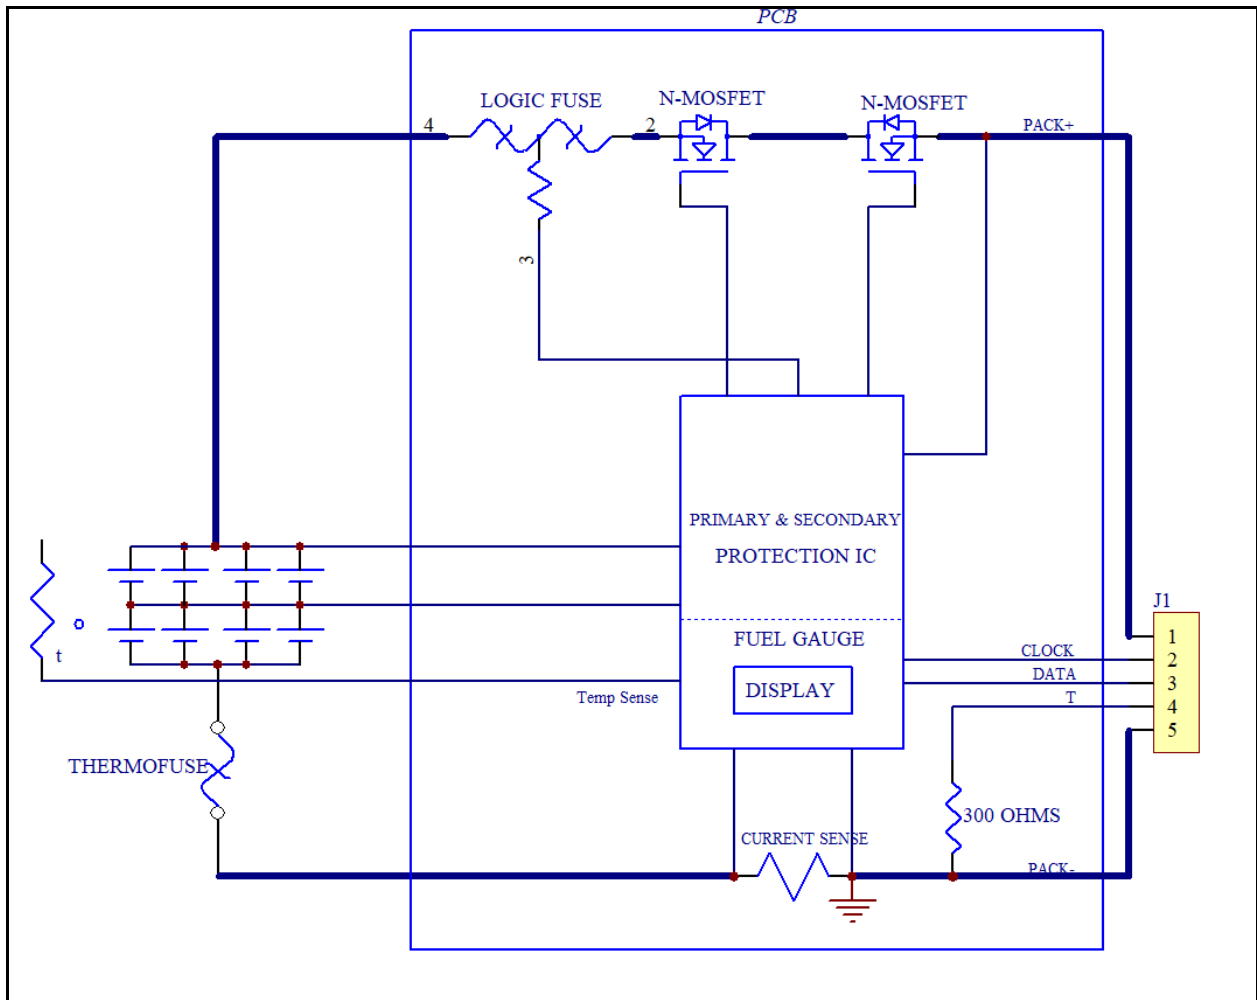 PCB
LOGIC FUSE
N-MOSFET
N-MOSFET
4
2
PACK+
3
PRIMARY & SECONDARY
PROTECTION IC
J1
1
FUEL GAUGE
CLOCK
2
t
DATA
3
DISPLAY
Temp Sense
T
4
5
THERMOFUSE
300 OHMS
CURRENT SENSE
PACK-